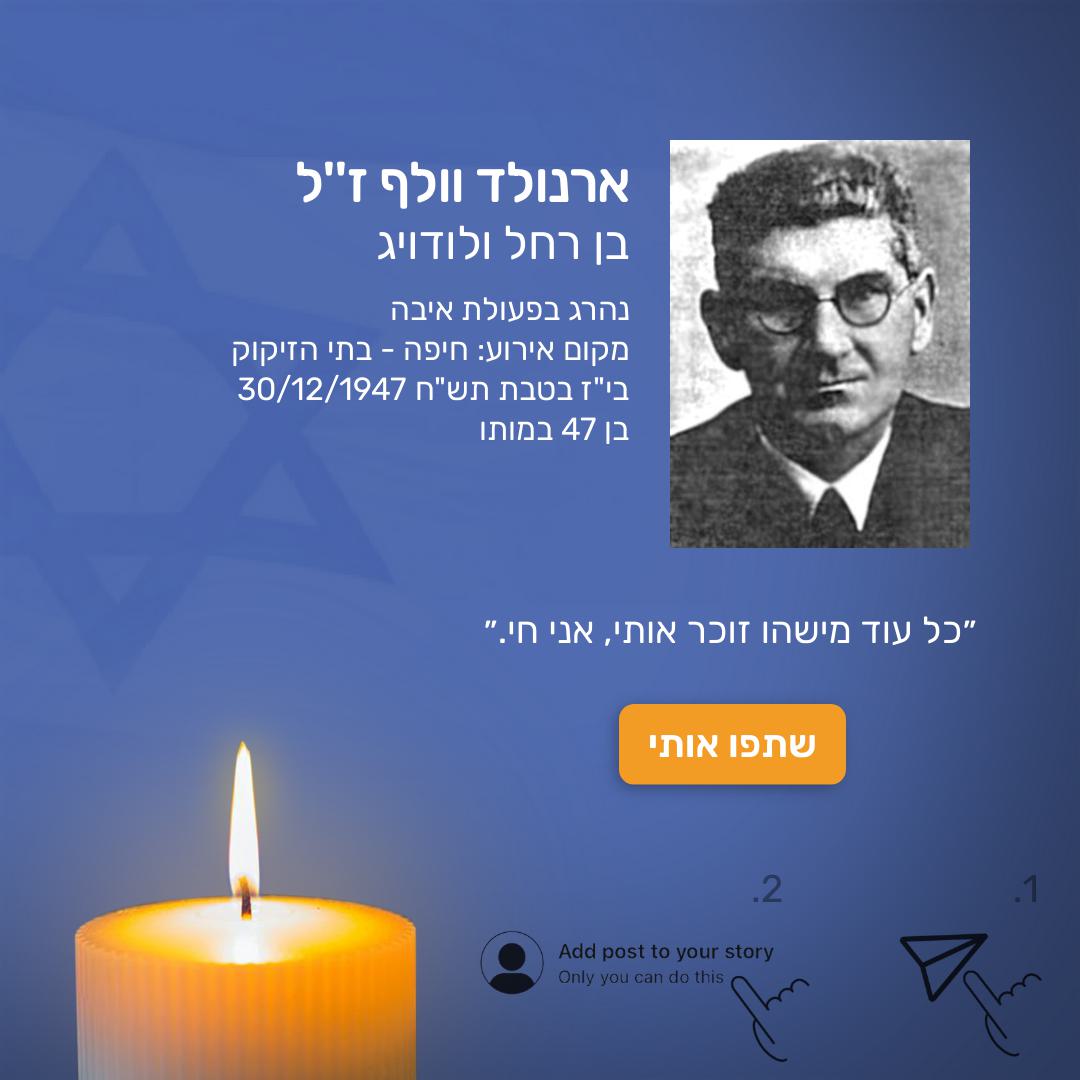 ארנולד וולף ז"ל
בן רחל ולודויג
נהרג בפעולת איבה
מקום אירוע: חיפה - בתי הזיקוק
בי"ז בטבת תש"ח 30/12/1947
בן 47 במותו
״כל עוד מישהו זוכר אותי, אני חי.״
שתפו אותי
1.
2.
Add post to your story
Only you can do this